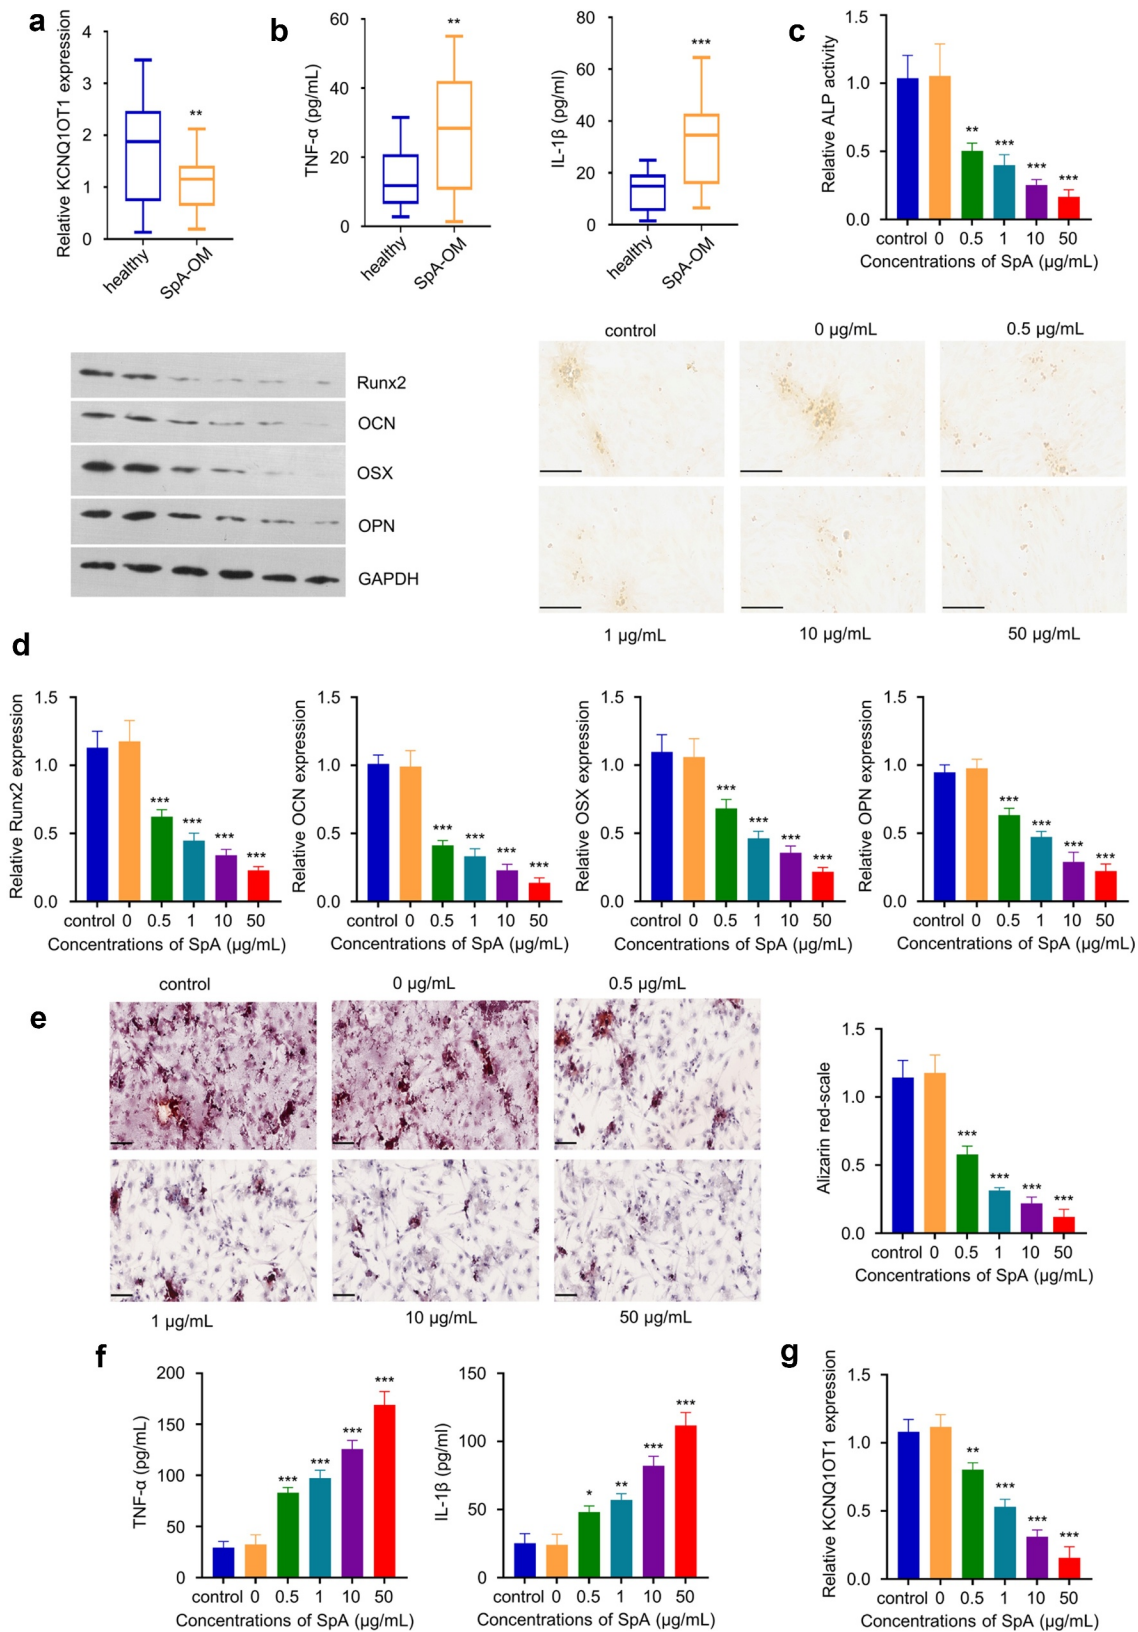 a
Relative KCNQ1OT1 expression
4
3
2
1
0
**
healthy
SpA-OM
b
TNF-α (pg/mL)
60
40
20
0
**
healthy
SpA-OM
IL-1β (pg/ml)
80
60
40
20
0
***
healthy
SpA-OM
c
Relative ALP activity
1.5
1.0
0.5
0.0
** *** *** ***
control 0 0.5 1 10 50
Concentrations of SpA (µg/mL)
Runx2
OCN
OSX
OPN
GAPDH
control 0 µg/mL 0.5 µg/mL
1 µg/mL 10 µg/mL 50 µg/mL
d
Relative Runx2 expression
1.5
1.0
0.5
0.0
*** *** *** ***
control 0 0.5 1 10 50
Concentrations of SpA (µg/mL)
Relative OCN expression
1.5
1.0
0.5
0.0
*** *** *** ***
control 0 0.5 1 10 50
Concentrations of SpA (µg/mL)
Relative OSX expression
1.5
1.0
0.5
0.0
*** *** *** ***
control 0 0.5 1 10 50
Concentrations of SpA (µg/mL)
Relative OPN expression
1.5
1.0
0.5
0.0
*** *** *** ***
control 0 0.5 1 10 50
Concentrations of SpA (µg/mL)
e
control 0 µg/mL 0.5 µg/mL
1 µg/mL 10 µg/mL 50 µg/mL
Alizarin red-scale
1.5
1.0
0.5
0.0
*** *** *** ***
control 0 0.5 1 10 50
Concentrations of SpA (µg/mL)
f
TNF-α (pg/mL)
200
150
100
50
0
*** *** *** ***
control 0 0.5 1 10 50
Concentrations of SpA (µg/mL)
IL-1β (pg/ml)
150
100
50
0
* ** *** ***
control 0 0.5 1 10 50
Concentrations of SpA (µg/mL)
g
Relative KCNQ1OT1 expression
1.5
1.0
0.5
0.0
** *** *** ***
control 0 0.5 1 10 50
Concentrations of SpA (µg/mL)